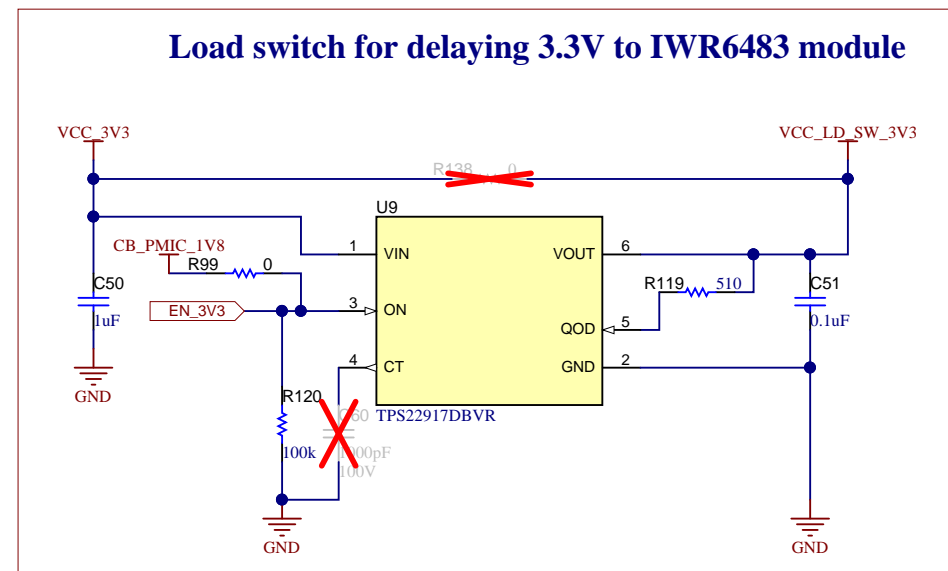 Load switch for delaying 3.3V to IWR6483 module
VCC_3V3
VCC_LD_SW_3V3
R138 0
U9
CB_PMIC_1V8
1 VIN
VOUT 6
R99 0
R119 510
C50
C51
EN_3V3
3 ON
1uF
0.1uF
QOD 5
4 CT
GND 2
GND
R120
C60
TPS22917DBVR
100k
1000pF
100V
GND
GND